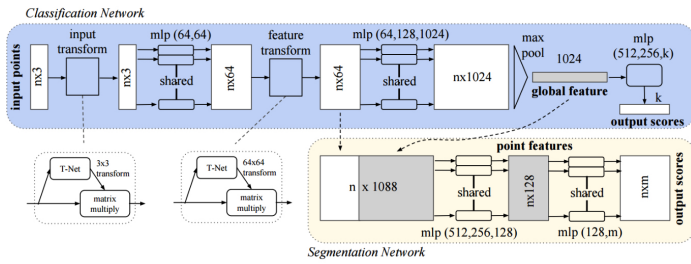 Classification Network
input points
nx3
input
transform
nx3
mlp (64,64)
shared
nx64
feature
transform
nx64
mlp (64,128,1024)
shared
nx1024
max
pool
1024
global feature
mlp
(512,256,k)
k
output scores
T-Net
3x3
transform
matrix
multiply
T-Net
64x64
transform
matrix
multiply
point features
n x 1088
shared
mlp (512,256,128)
nx128
shared
mlp (128,m)
nxm
output scores
Segmentation Network